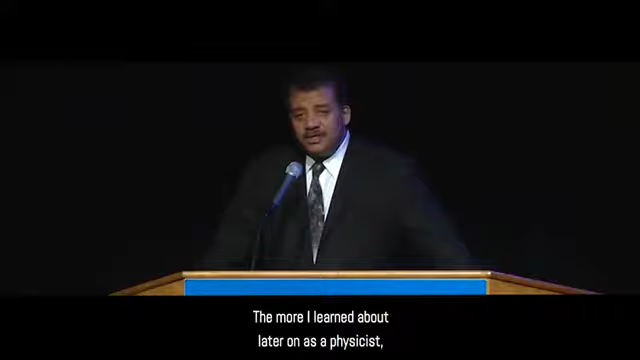 The more I learned about
later on as a physicist,